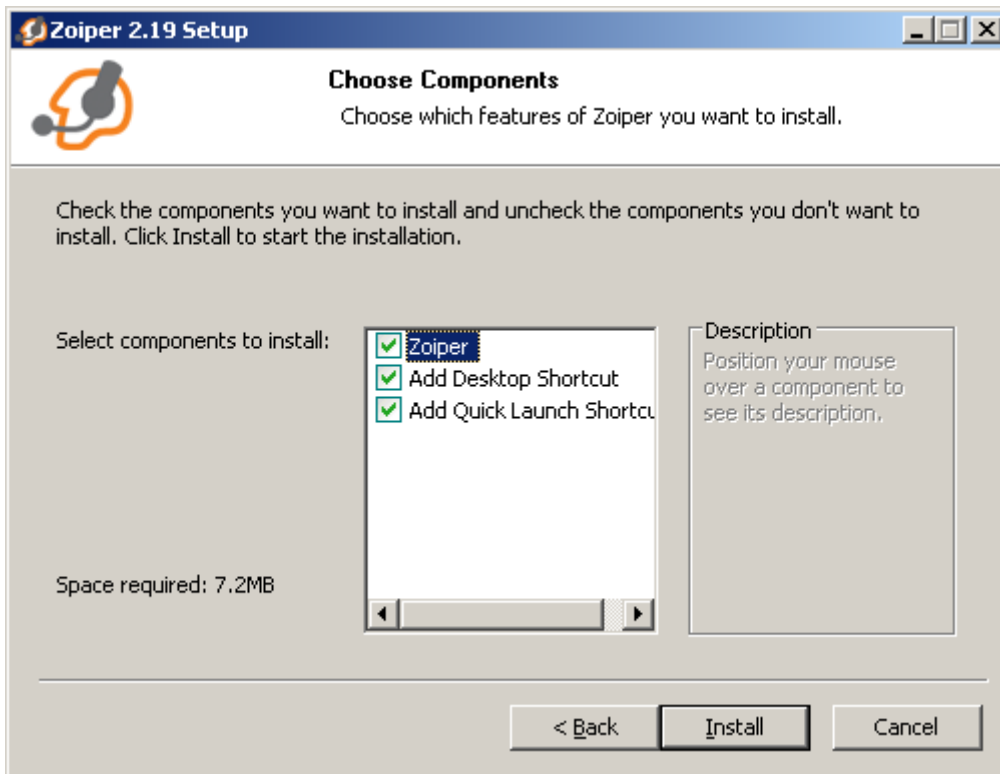 Zoiper 2.19 Setup
Choose Components
Choose which features of Zoiper you want to install.
Check the components you want to install and uncheck the components you don't want to
install. Click Install to start the installation.
Select components to install:
Zoiper
Add Desktop Shortcut
Add Quick Launch Shortcu
Description
Position your mouse
over a component to
see its description.
Space required: 7.2MB
< Back
Install
Cancel